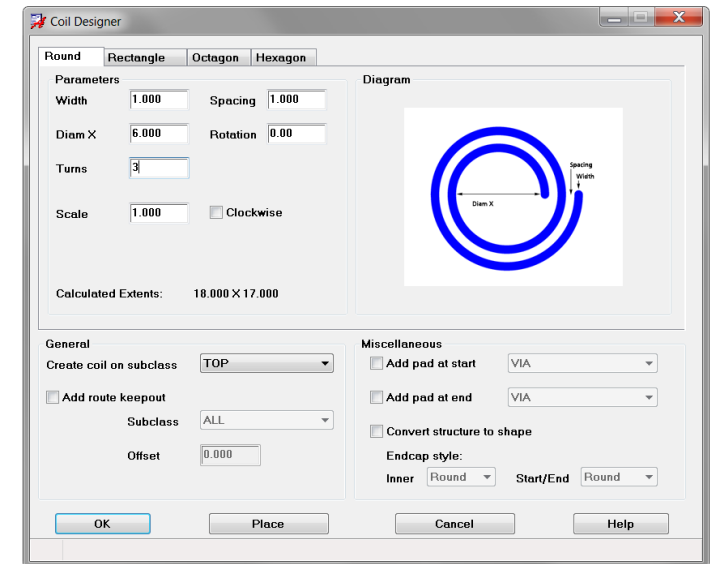 Coil Designer
Round Rectangle Octagon Hexagon
Parameters
Width 1.000 Spacing 1.000
Diam X 6.000 Rotation 0.00
Turns 3
Scale 1.000 Clockwise
Calculated Extents: 18.000 X 17.000
Diagram
Spacing
Width
Diam X
General
Create coil on subclass TOP
Add route keepout
Subclass ALL
Offset 0.000
Miscellaneous
Add pad at start VIA
Add pad at end VIA
Convert structure to shape
Endcap style:
Inner Round Start/End Round
OK Place Cancel Help